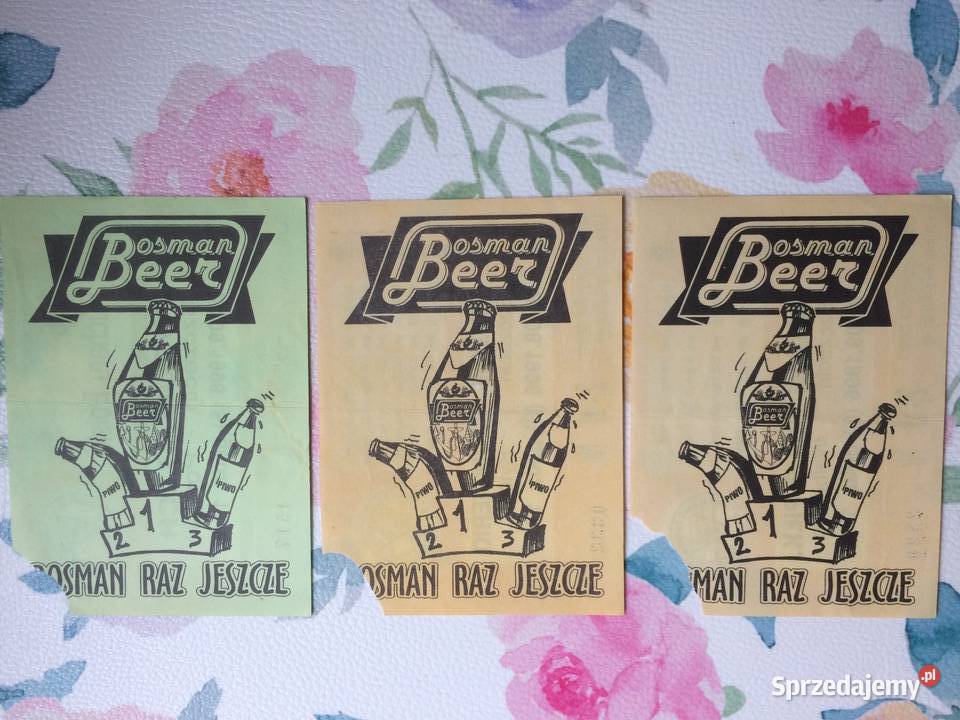 Bosman
Beer
Bosman
Beer
PIWO
PIWO
1
2
3
BOSMAN RAZ JESZCZE
Bosman
Beer
Bosman
Beer
PIWO
PIWO
1
2
3
OSMAN RAZ JESZCZE
Bosman
Beer
Bosman
Beer
PIWO
PIWO
1
2
3
MAN RAZ JESZCZE
Sprzedajemy.pl